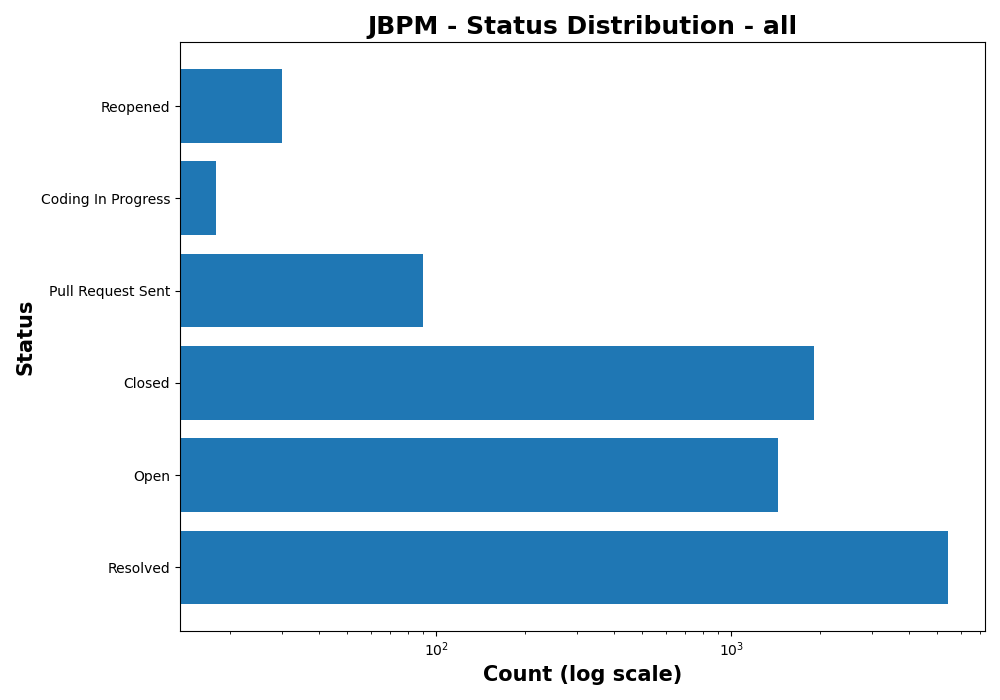 JBPM - Status Distribution - all
Status
Reopened
Coding In Progress
Pull Request Sent
Closed
Open
Resolved
10² 10³
Count (log scale)